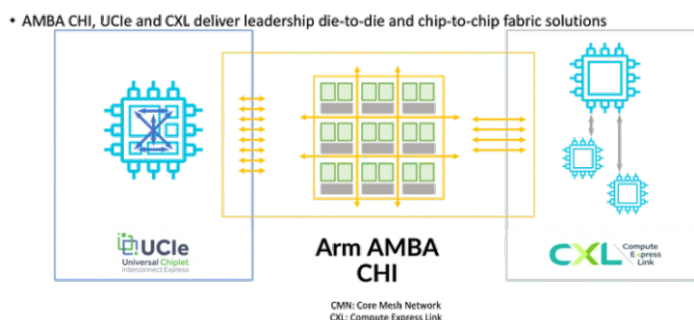 • AMBA CHI, UCIe and CXL deliver leadership die-to-die and chip-to-chip fabric solutions
UCIe
Universal Chiplet
Interconnect Express
Arm AMBA
CHI
CXL
Compute
Express
Link
CMN: Core Mesh Network
CXL: Compute Express Link